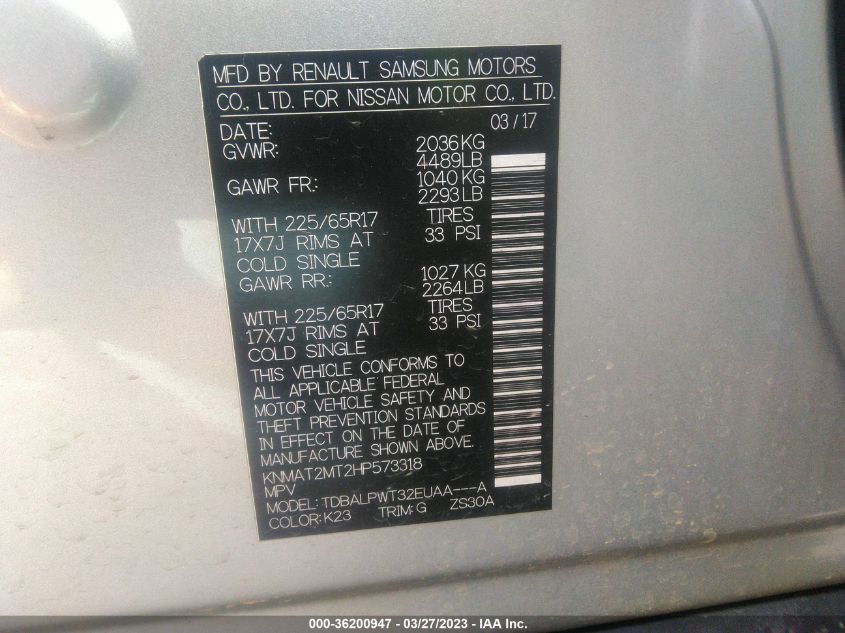 MFD BY RENAULT SAMSUNG MOTORS
CO., LTD. FOR NISSAN MOTOR CO., LTD.
DATE: 03/17
GVWR: 2036KG
4489LB
GAWR FR.: 1040KG
2293LB
WITH 225/65R17 TIRES
17X7J RIMS AT 33 PSI
COLD SINGLE
GAWR RR.: 1027KG
2264LB
WITH 225/65R17 TIRES
17X7J RIMS AT 33 PSI
COLD SINGLE
THIS VEHICLE CONFORMS TO
ALL APPLICABLE FEDERAL
MOTOR VEHICLE SAFETY AND
THEFT PREVENTION STANDARDS
IN EFFECT ON THE DATE OF
MANUFACTURE SHOWN ABOVE.
KNMAT2MT2HP573318
MPV
MODEL: TDBALPWT32EUAA---A
COLOR: K23 TRIM: G ZS30A
000-36200947 - 03/27/2023 - IAA Inc.